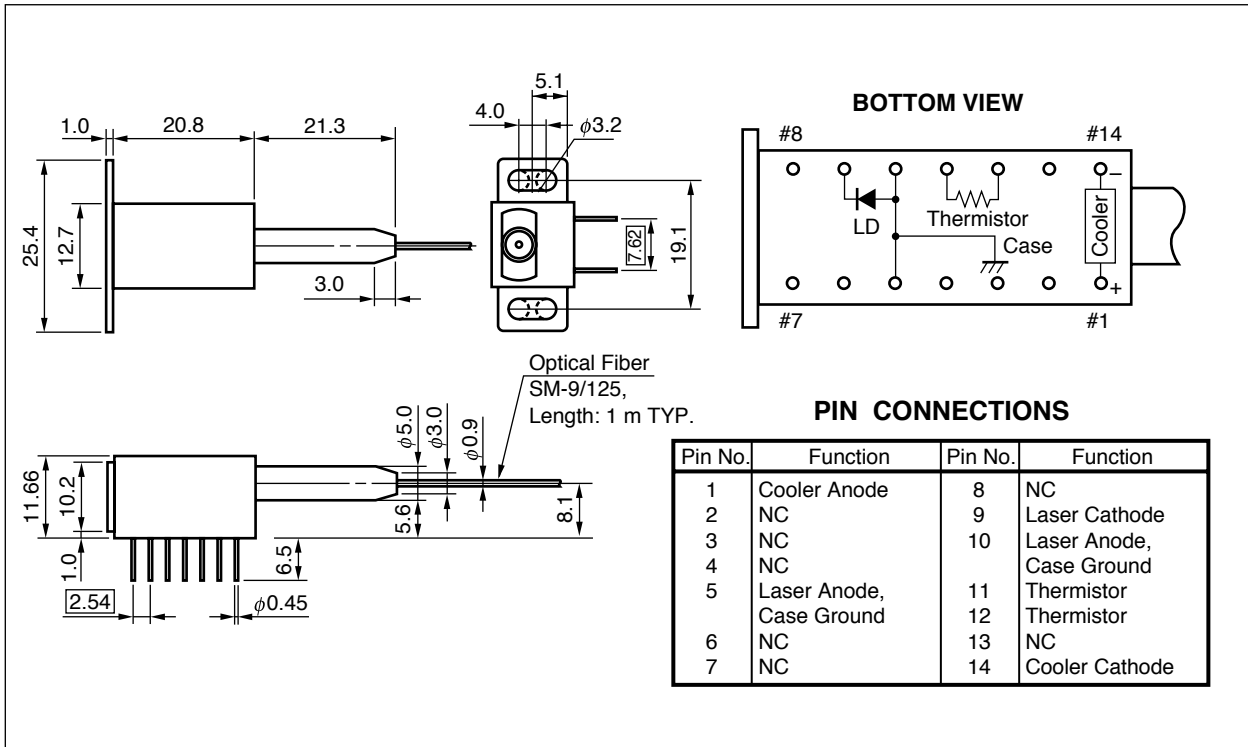 1.0
20.8
21.3
25.4
12.7
3.0
5.1
4.0
φ3.2
7.62
19.1
BOTTOM VIEW
#8
#14
–
LD
Thermistor
Case
Cooler
+
#7
#1
Optical Fiber
SM-9/125,
Length: 1 m TYP.
11.66
10.2
1.0
2.54
6.5
φ0.45
φ5.0
φ3.0
φ0.9
5.6
8.1
PIN CONNECTIONS
Pin No. Function Pin No. Function
1 Cooler Anode 8 NC
2 NC 9 Laser Cathode
3 NC 10 Laser Anode,
4 NC Case Ground
5 Laser Anode, 11 Thermistor
Case Ground 12 Thermistor
6 NC 13 NC
7 NC 14 Cooler Cathode